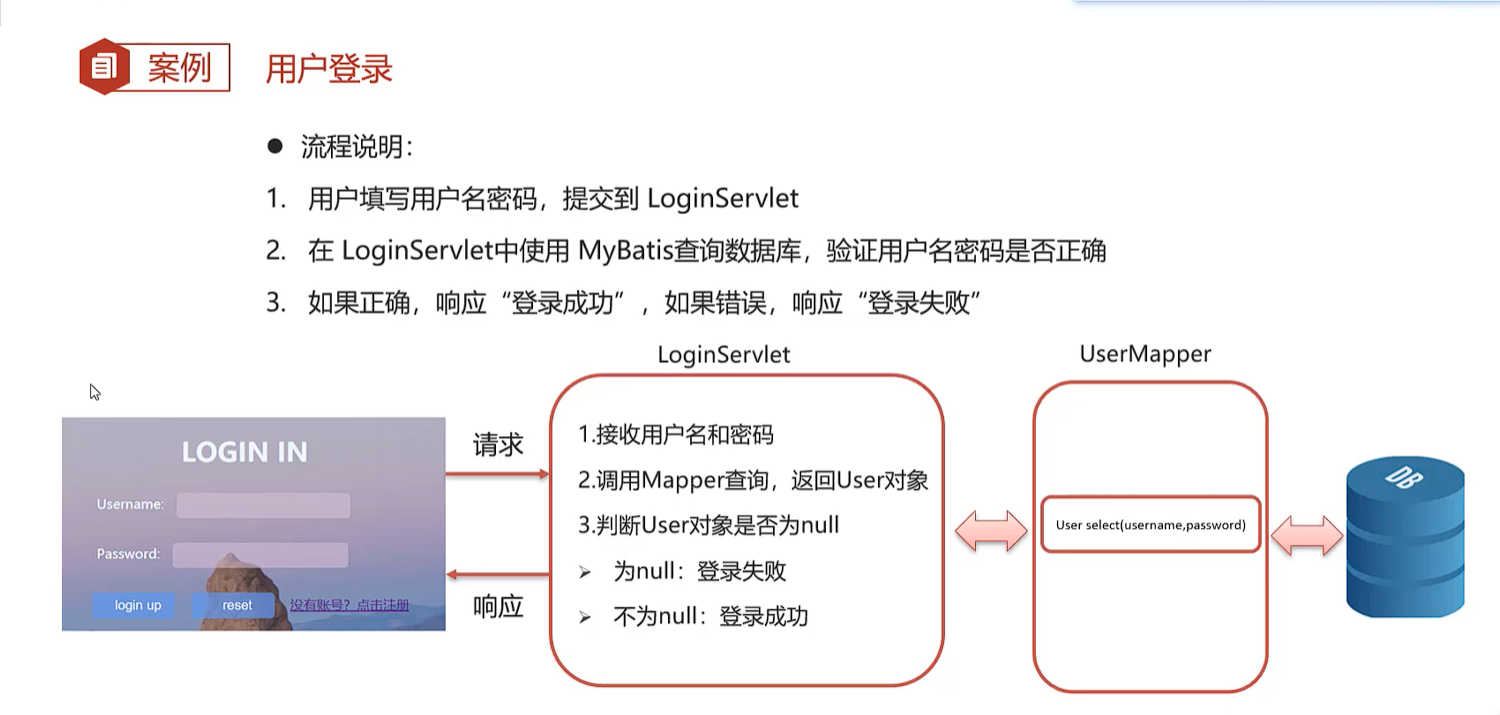 案例
用户登录
● 流程说明：
1. 用户填写用户名密码，提交到 LoginServlet
2. 在 LoginServlet中使用 MyBatis查询数据库，验证用户名密码是否正确
3. 如果正确，响应“登录成功”，如果错误，响应“登录失败”
LoginServlet
UserMapper
LOGIN IN
Username:
Password:
login up
reset
没有账号？点击注册
请求
响应
1.接收用户名和密码
2.调用Mapper查询，返回User对象
3.判断User对象是否为null
➢ 为null：登录失败
➢ 不为null：登录成功
User select(username,password)
DB